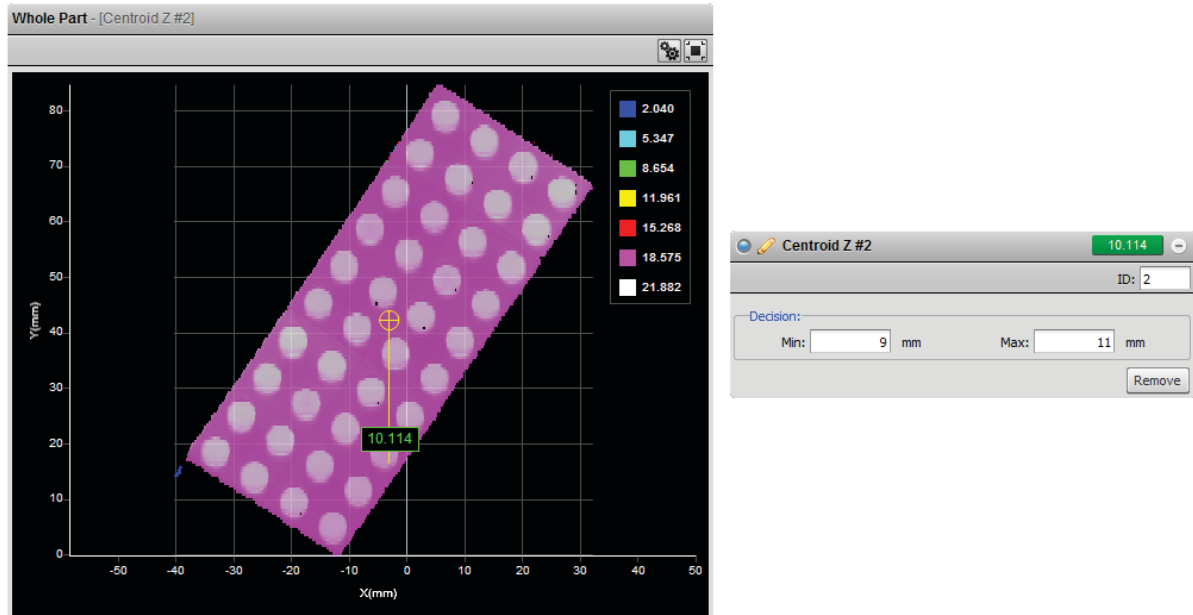 Whole Part - [Centroid Z #2]
80
70
60
50
40
30
20
10
0
Y(mm)
2.040
5.347
8.654
11.961
15.268
18.575
21.882
10.114
-50 -40 -30 -20 -10 0 10 20 30 40 50
X(mm)
Centroid Z #2 10.114
ID: 2
Decision:
Min: 9 mm Max: 11 mm
Remove